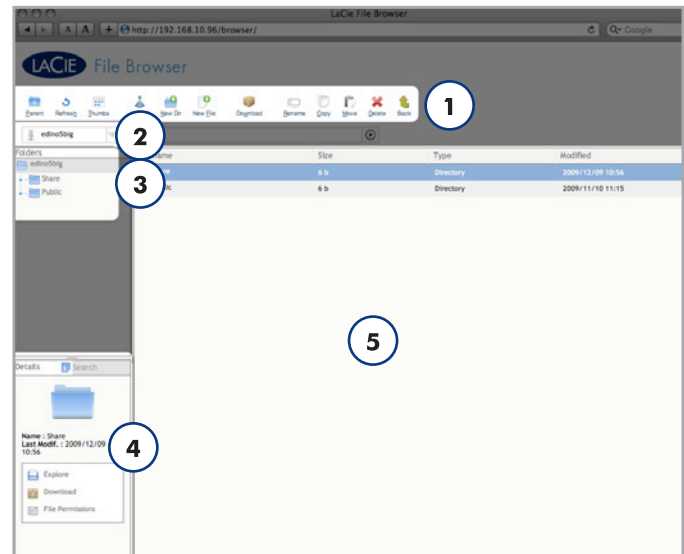 LaCie File Browser
A A + http://192.168.10.96/browser/ C Q Google
LACIE File Browser
Parent Refresh Thumbs New Dir New File Download Rename Copy Move Delete Back
1
edino5big
2
Folders Name Size Type Modified
edino5big
Share 6 b Directory 2009/12/09 10:56
Public 6 b Directory 2009/11/10 11:15
3
5
Details Search
Name : Share
Last Modif. : 2009/12/09
10:56
4
Explore
Download
File Permissions